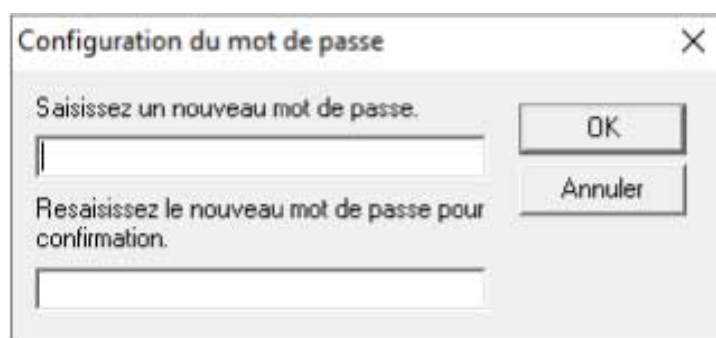 Configuration du mot de passe
Saisissez un nouveau mot de passe.
OK
Annuler
Resaisissez le nouveau mot de passe pour
confirmation.